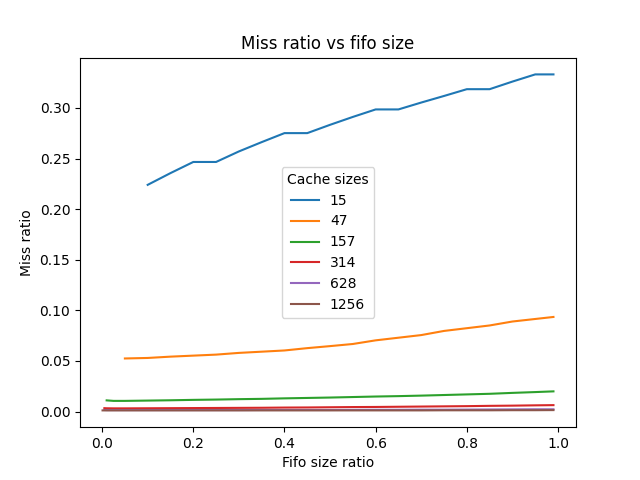 Miss ratio vs fifo size
Miss ratio
0.30
0.25
0.20
0.15
0.10
0.05
0.00
Cache sizes
15
47
157
314
628
1256
0.0 0.2 0.4 0.6 0.8 1.0
Fifo size ratio